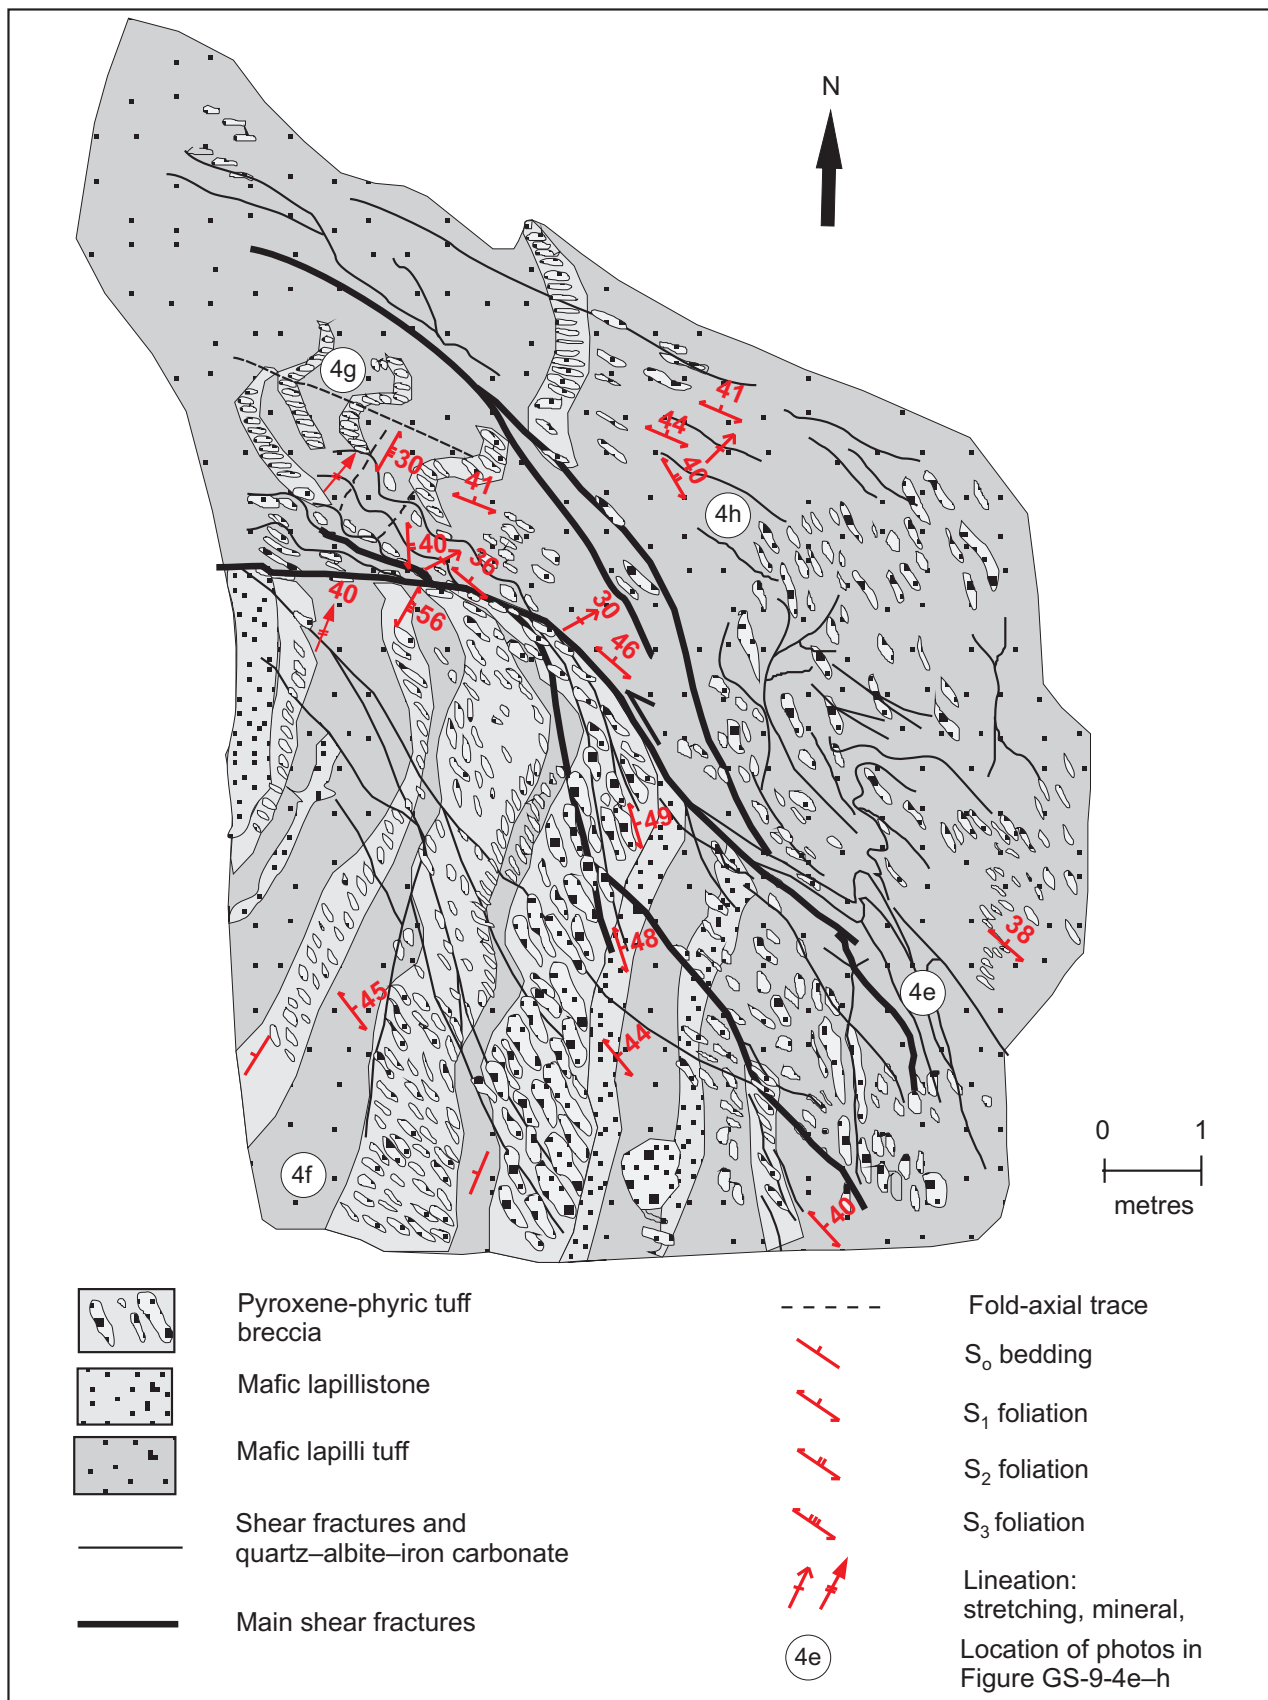 N
4g
41
44
40
30
41
4h
40
36
40
56
30
46
49
48
38
4e
45
44
0 1
metres
4f
40
Pyroxene-phyric tuff
breccia
Mafic lapillistone
Mafic lapilli tuff
Shear fractures and
quartz–albite–iron carbonate
Main shear fractures
Fold-axial trace
So bedding
S1 foliation
S2 foliation
S3 foliation
Lineation:
stretching, mineral,
4e
Location of photos in
Figure GS-9-4e–h